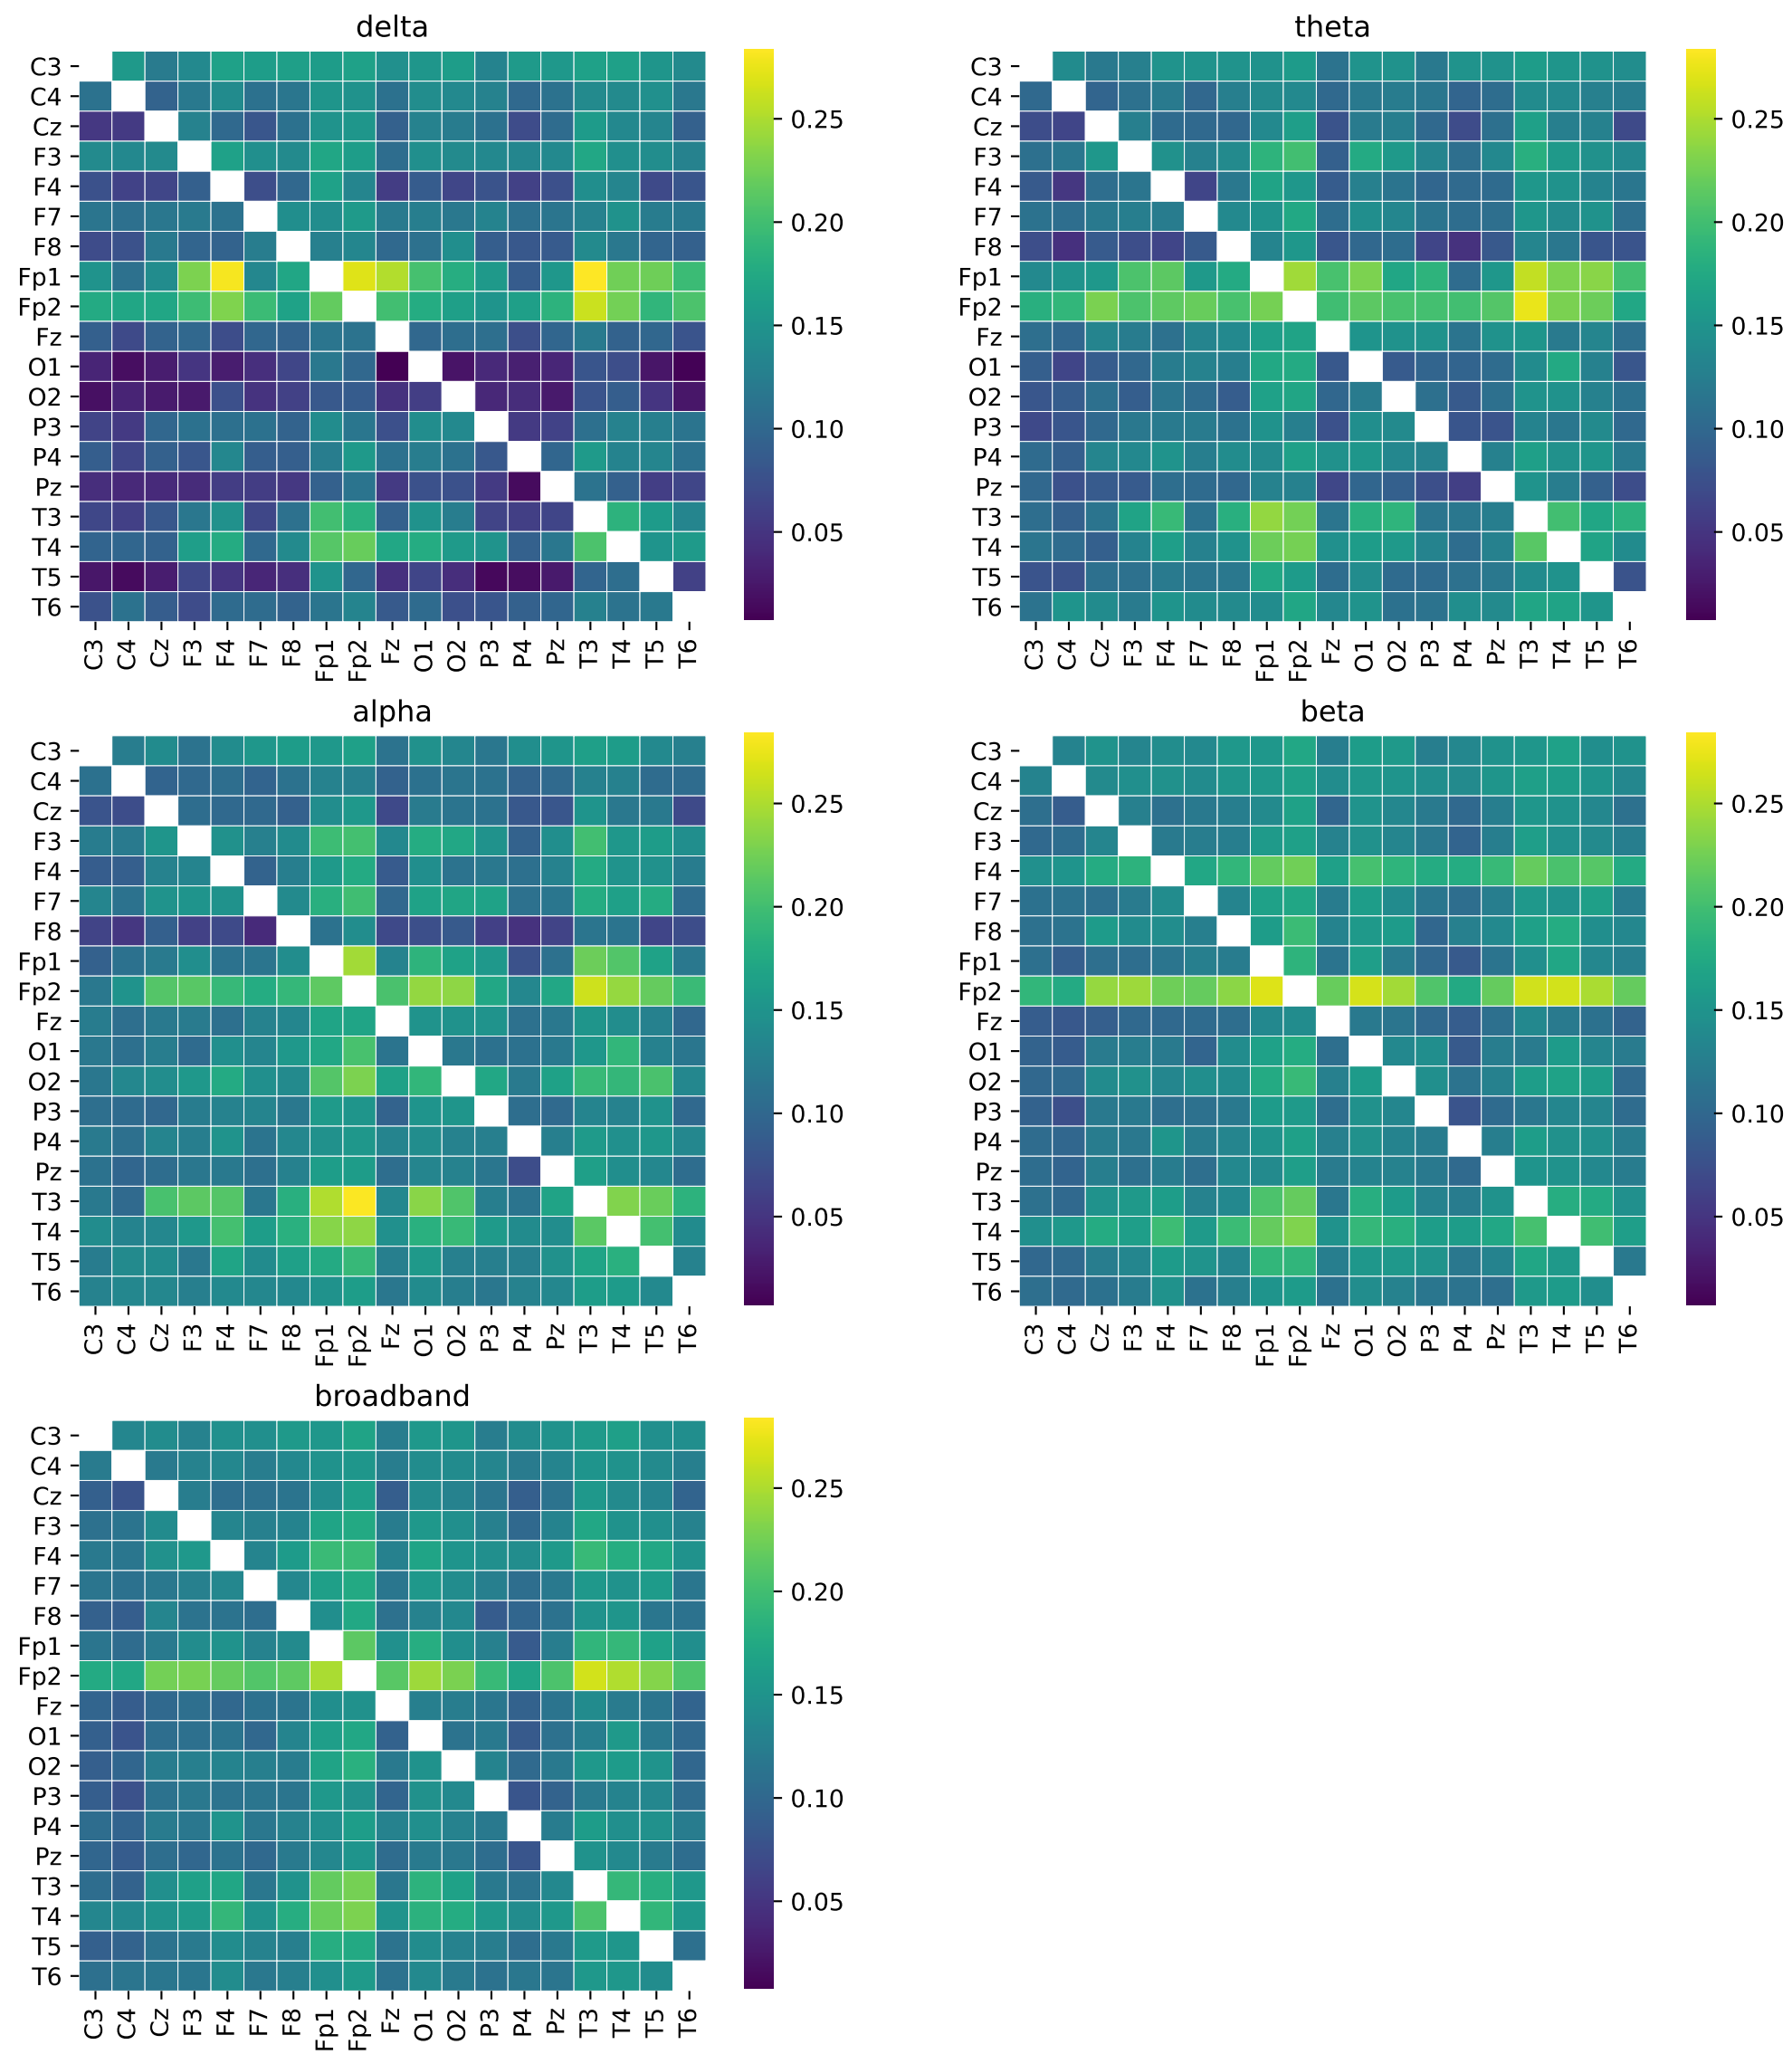 delta
C3
C4
Cz
F3
F4
F7
F8
Fp1
Fp2
Fz
O1
O2
P3
P4
Pz
T3
T4
T5
T6
C3 C4 Cz F3 F4 F7 F8 Fp1 Fp2 Fz O1 O2 P3 P4 Pz T3 T4 T5 T6
0.25
0.20
0.15
0.10
0.05
theta
C3
C4
Cz
F3
F4
F7
F8
Fp1
Fp2
Fz
O1
O2
P3
P4
Pz
T3
T4
T5
T6
C3 C4 Cz F3 F4 F7 F8 Fp1 Fp2 Fz O1 O2 P3 P4 Pz T3 T4 T5 T6
0.25
0.20
0.15
0.10
0.05
alpha
C3
C4
Cz
F3
F4
F7
F8
Fp1
Fp2
Fz
O1
O2
P3
P4
Pz
T3
T4
T5
T6
C3 C4 Cz F3 F4 F7 F8 Fp1 Fp2 Fz O1 O2 P3 P4 Pz T3 T4 T5 T6
0.25
0.20
0.15
0.10
0.05
beta
C3
C4
Cz
F3
F4
F7
F8
Fp1
Fp2
Fz
O1
O2
P3
P4
Pz
T3
T4
T5
T6
C3 C4 Cz F3 F4 F7 F8 Fp1 Fp2 Fz O1 O2 P3 P4 Pz T3 T4 T5 T6
0.25
0.20
0.15
0.10
0.05
broadband
C3
C4
Cz
F3
F4
F7
F8
Fp1
Fp2
Fz
O1
O2
P3
P4
Pz
T3
T4
T5
T6
C3 C4 Cz F3 F4 F7 F8 Fp1 Fp2 Fz O1 O2 P3 P4 Pz T3 T4 T5 T6
0.25
0.20
0.15
0.10
0.05